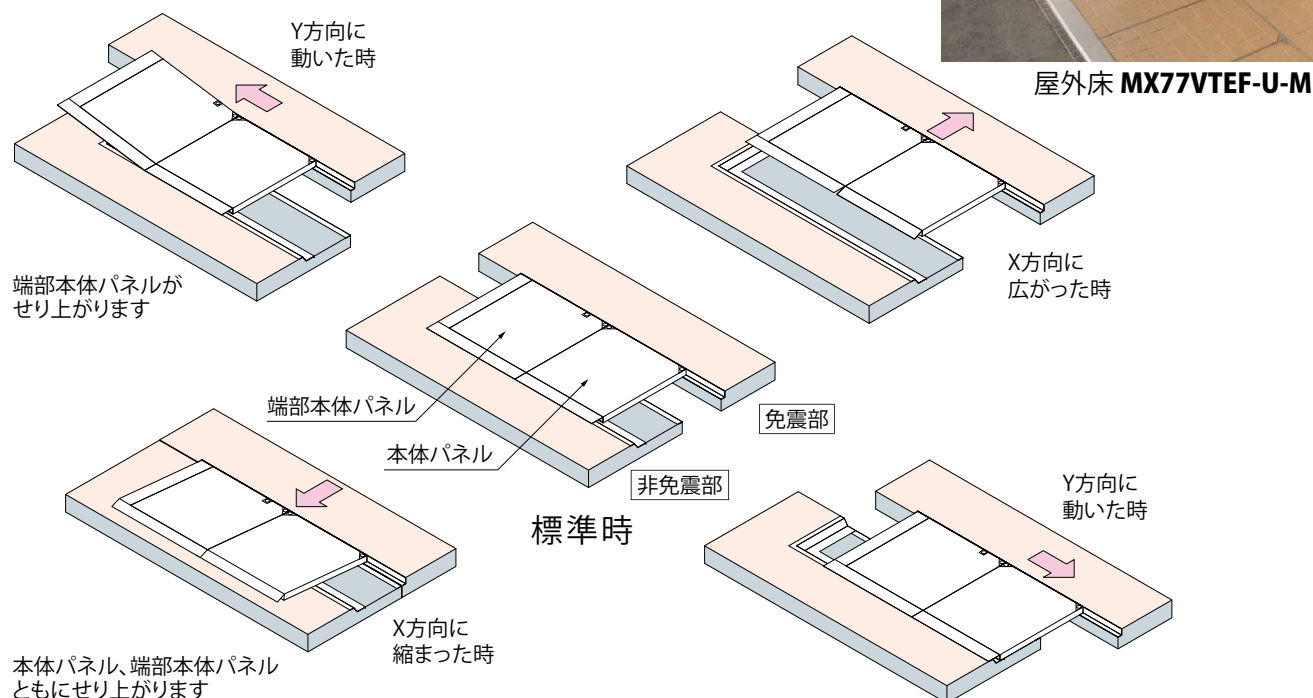 屋外床 MX77VTEF-U-M
Y方向に
動いた時
端部本体パネルが
せり上がります
X方向に
広がった時
端部本体パネル
本体パネル
免震部
非免震部
標準時
X方向に
縮まった時
本体パネル、端部本体パネル
ともにせり上がります
Y方向に
動いた時